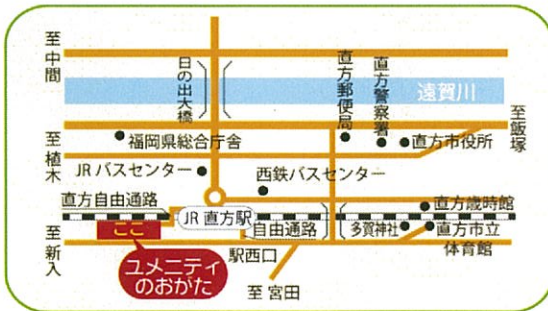 至中間
日の出大橋
遠賀川
直方郵便局
直方警察署
至飯塚
福岡県総合庁舎
直方市役所
至植木
JRバスセンター
西鉄バスセンター
直方自由通路
直方歳時館
ここ
JR 直方駅
自由通路
多賀神社
直方市立
体育館
至新入
駅西口
ユメニティ
のおがた
至 宮田